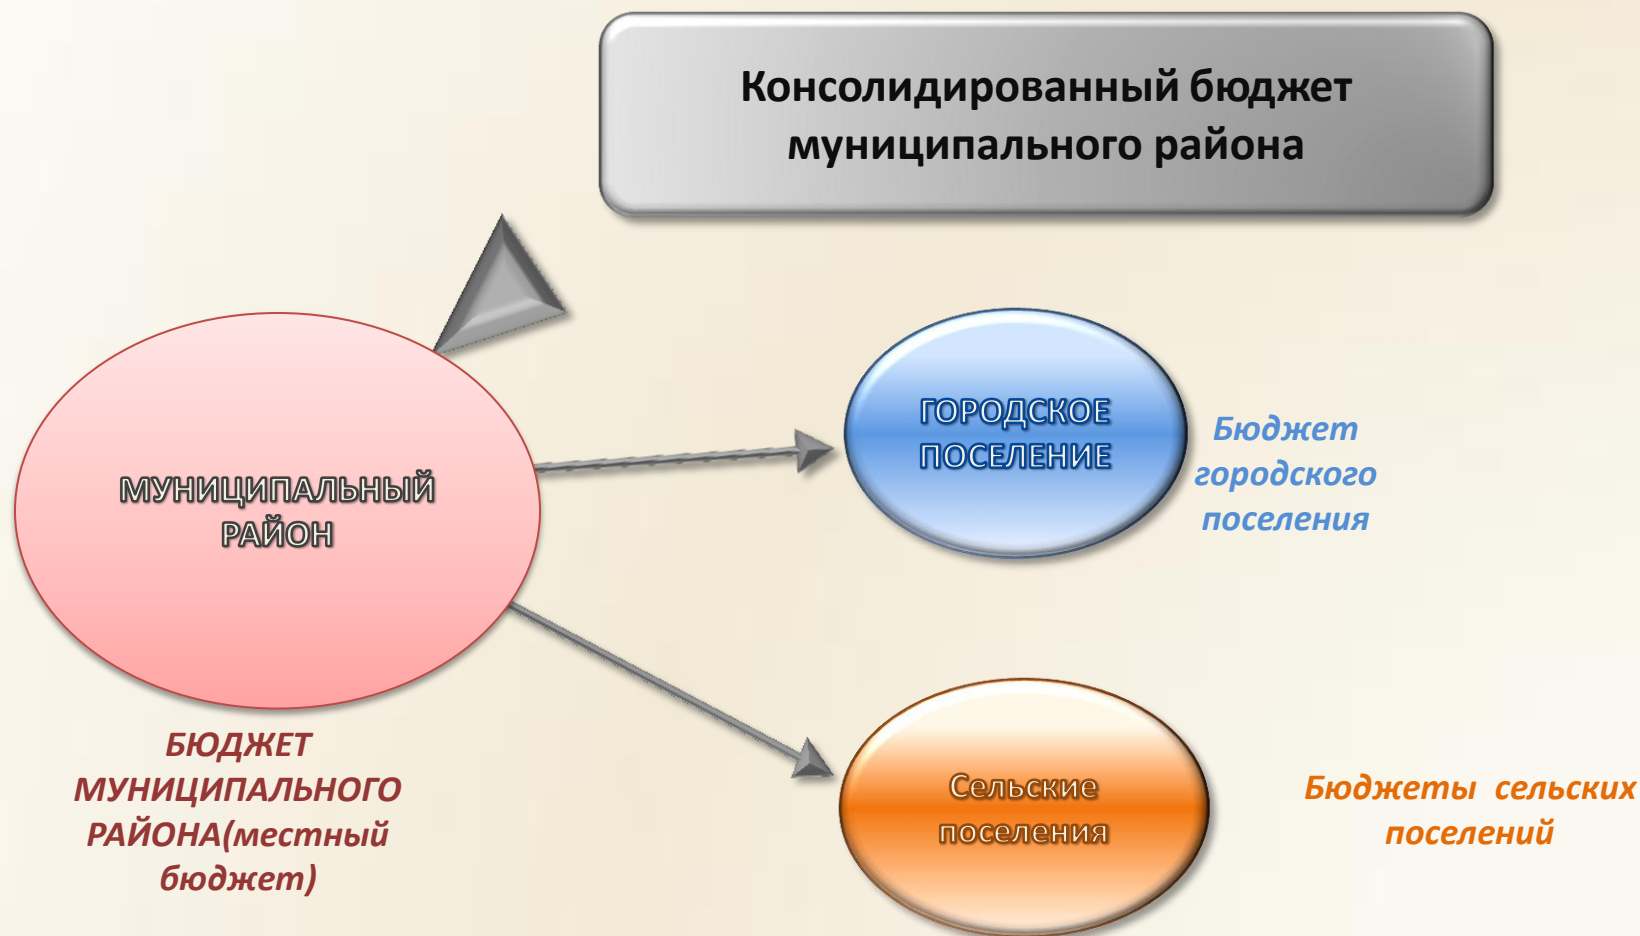 Консолидированный бюджет
муниципального района
МУНИЦИПАЛЬНЫЙ
РАЙОН
БЮДЖЕТ
МУНИЦИПАЛЬНОГО
РАЙОНА(местный
бюджет)
ГОРОДСКОЕ
ПОСЕЛЕНИЕ
Бюджет
городского
поселения
Сельские
поселения
Бюджеты  сельских
поселений